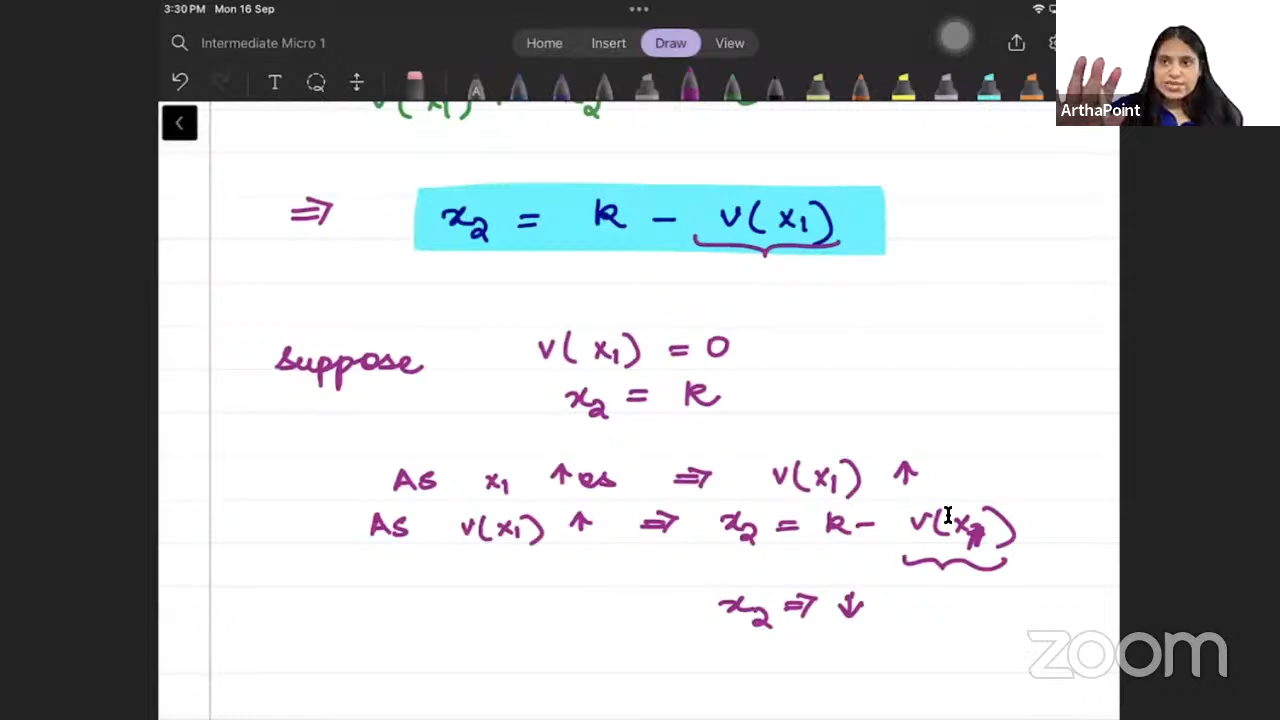 3:30 PM Mon 16 Sep
Intermediate Micro 1
Home Insert Draw View
ArthaPoint
⇒ x₂ = k - v(x₁)
suppose v(x₁) = 0
x₂ = k
As x₁ ↑es ⇒ v(x₁) ↑
As v(x₁) ↑ ⇒ x₂ = k - v(x₁)
x₂ ⇒ ↓
zoom